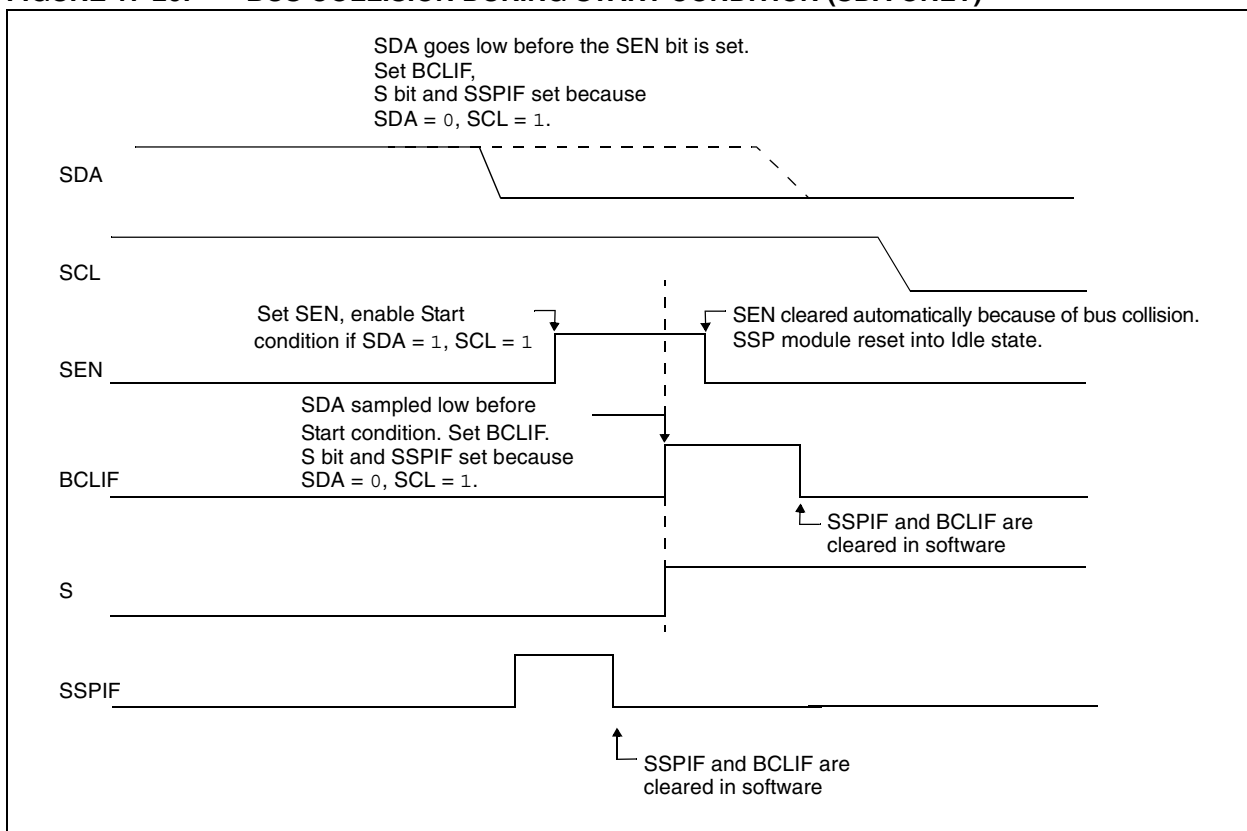 SDA goes low before the SEN bit is set.
Set BCLIF,
S bit and SSPIF set because
SDA = 0, SCL = 1.
SDA
SCL
Set SEN, enable Start
condition if SDA = 1, SCL = 1
SEN cleared automatically because of bus collision.
SSP module reset into Idle state.
SEN
SDA sampled low before
Start condition. Set BCLIF.
S bit and SSPIF set because
SDA = 0, SCL = 1.
BCLIF
SSPIF and BCLIF are
cleared in software
S
SSPIF
SSPIF and BCLIF are
cleared in software